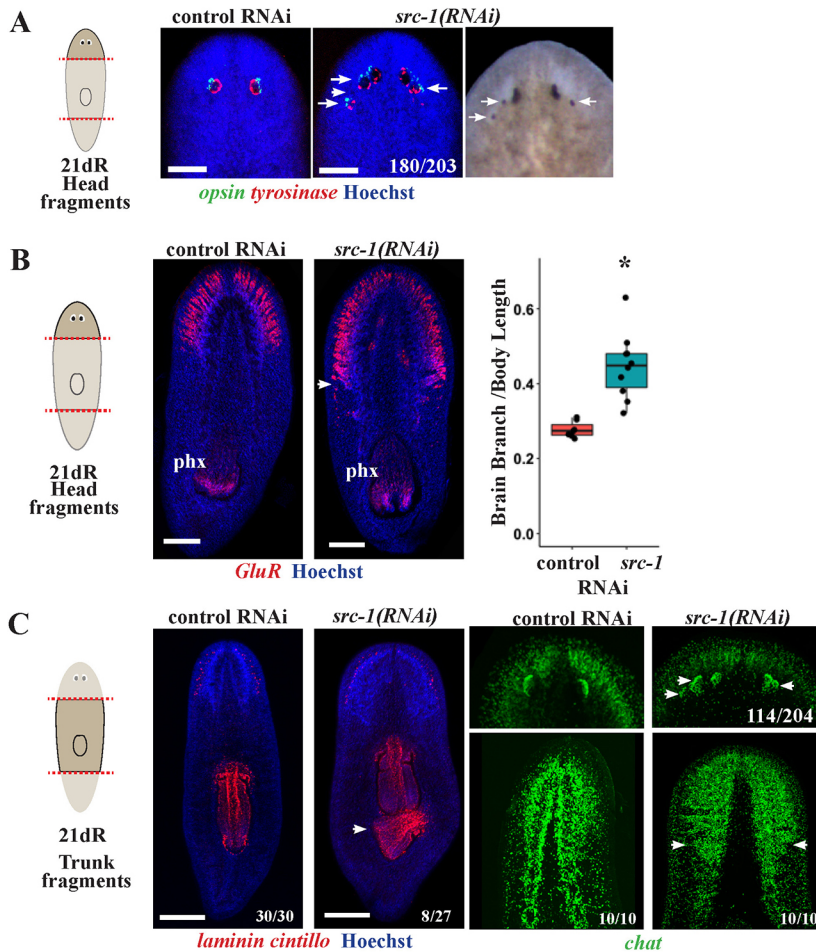 A
control RNAi
src-1(RNAi)
180/203
21dR
Head
fragments
opsin tyrosinase Hoechst
B
control RNAi
src-1(RNAi)
phx
phx
21dR
Head
fragments
GluR Hoechst
*
Brain Branch /Body Length
0.6
0.4
0.2
0.0
control
src-1
RNAi
C
control RNAi
src-1(RNAi)
control RNAi
src-1(RNAi)
114/204
21dR
Trunk
fragments
30/30
8/27
10/10
10/10
laminin cintillo Hoechst
chat